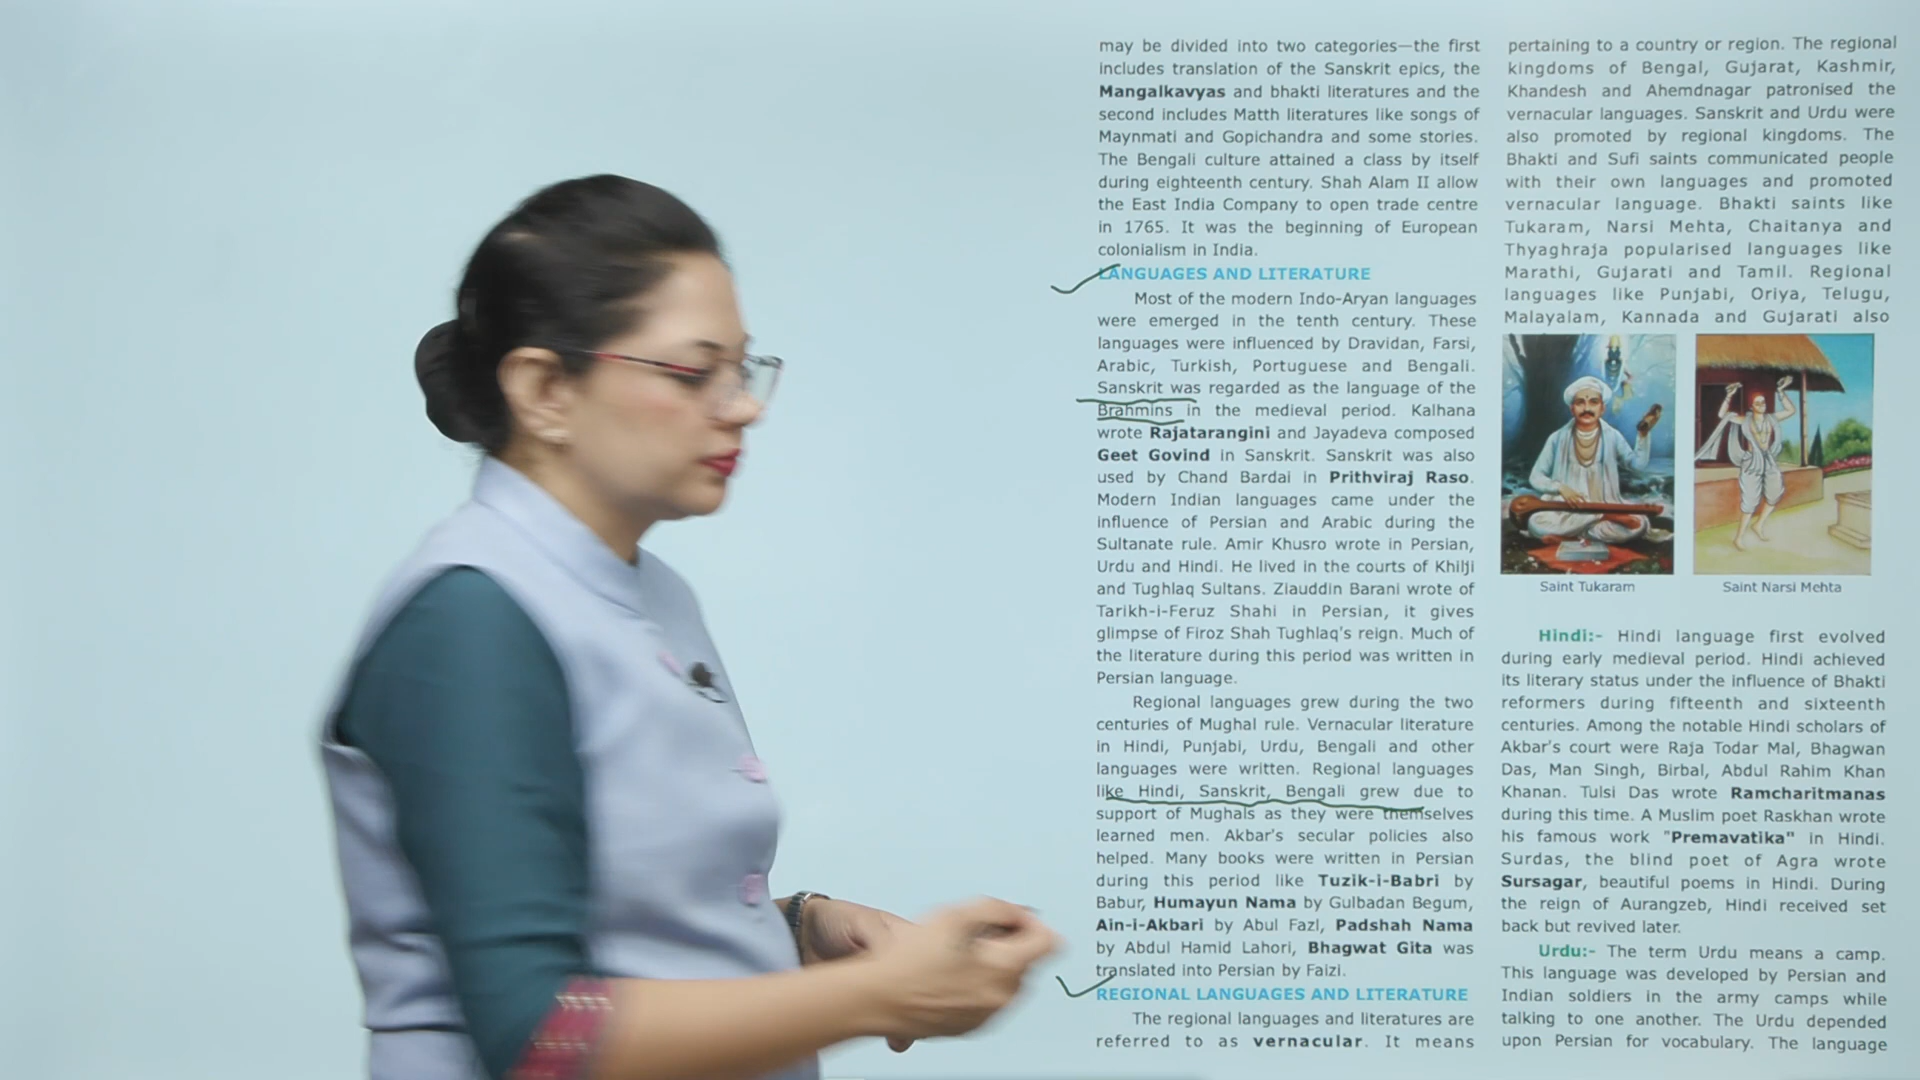 may be divided into two categories—the first
includes translation of the Sanskrit epics, the
Mangalkavyas and bhakti literatures and the
second includes Matth literatures like songs of
Maynmati and Gopichandra and some stories.
The Bengali culture attained a class by itself
during eighteenth century. Shah Alam II allow
the East India Company to open trade centre
in 1765. It was the beginning of European
colonialism in India.
LANGUAGES AND LITERATURE
Most of the modern Indo-Aryan languages
were emerged in the tenth century. These
languages were influenced by Dravidan, Farsi,
Arabic, Turkish, Portuguese and Bengali.
Sanskrit was regarded as the language of the
Brahmins in the medieval period. Kalhana
wrote Rajatarangini and Jayadeva composed
Geet Govind in Sanskrit. Sanskrit was also
used by Chand Bardai in Prithviraj Raso.
Modern Indian languages came under the
influence of Persian and Arabic during the
Sultanate rule. Amir Khusro wrote in Persian,
Urdu and Hindi. He lived in the courts of Khilji
and Tughlaq Sultans. Ziauddin Barani wrote of
Tarikh-i-Feruz Shahi in Persian, it gives
glimpse of Firoz Shah Tughlaq's reign. Much of
the literature during this period was written in
Persian language.
Regional languages grew during the two
centuries of Mughal rule. Vernacular literature
in Hindi, Punjabi, Urdu, Bengali and other
languages were written. Regional languages
like Hindi, Sanskrit, Bengali grew due to
support of Mughals as they were themselves
learned men. Akbar's secular policies also
helped. Many books were written in Persian
during this period like Tuzik-i-Babri by
Babur, Humayun Nama by Gulbadan Begum,
Ain-i-Akbari by Abul Fazl, Padshah Nama
by Abdul Hamid Lahori, Bhagwat Gita was
translated into Persian by Faizi.
REGIONAL LANGUAGES AND LITERATURE
The regional languages and literatures are
referred to as vernacular. It means
pertaining to a country or region. The regional
kingdoms of Bengal, Gujarat, Kashmir,
Khandesh and Ahemdnagar patronised the
vernacular languages. Sanskrit and Urdu were
also promoted by regional kingdoms. The
Bhakti and Sufi saints communicated people
with their own languages and promoted
vernacular language. Bhakti saints like
Tukaram, Narsi Mehta, Chaitanya and
Thyaghraja popularised languages like
Marathi, Gujarati and Tamil. Regional
languages like Punjabi, Oriya, Telugu,
Malayalam, Kannada and Gujarati also
Saint Tukaram
Saint Narsi Mehta
Hindi:- Hindi language first evolved
during early medieval period. Hindi achieved
its literary status under the influence of Bhakti
reformers during fifteenth and sixteenth
centuries. Among the notable Hindi scholars of
Akbar's court were Raja Todar Mal, Bhagwan
Das, Man Singh, Birbal, Abdul Rahim Khan
Khanan. Tulsi Das wrote Ramcharitmanas
during this time. A Muslim poet Raskhan wrote
his famous work "Premavatika" in Hindi.
Surdas, the blind poet of Agra wrote
Sursagar, beautiful poems in Hindi. During
the reign of Aurangzeb, Hindi received set
back but revived later.
Urdu:- The term Urdu means a camp.
This language was developed by Persian and
Indian soldiers in the army camps while
talking to one another. The Urdu depended
upon Persian for vocabulary. The language